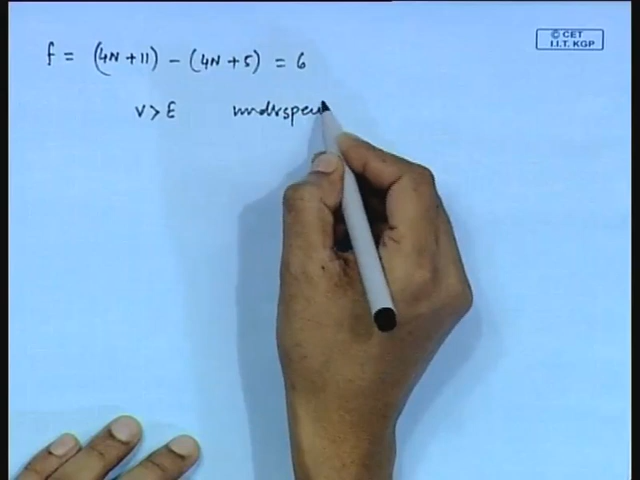 © CET
I.I.T. KGP
f = (4N + 11) - (4N + 5) = 6
V > E